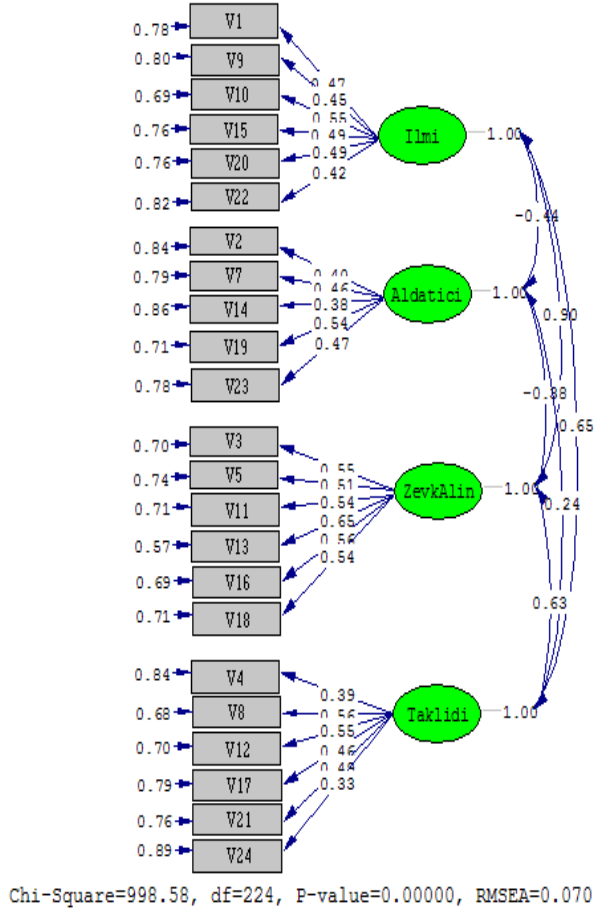 0.78 V1
0.80 V9
0.47
0.69 V10
0.45
0.55
0.76 V15
0.49
Ilmi 1.00
0.76 V20
0.49
0.82 V22
0.42
-0.44
0.84 V2
0.40
0.79 V7
0.46
Aldatici 1.00
0.86 V14
0.38
0.90
0.71 V19
0.54
0.47
0.78 V23
-0.38
0.65
0.70 V3
0.55
0.74 V5
0.51
ZevkAlin 1.00
0.71 V11
0.54
0.24
0.57 V13
0.65
0.56
0.69 V16
0.54
0.63
0.71 V18
0.84 V4
0.39
0.68 V8
0.56
Taklidi 1.00
0.70 V12
0.55
0.46
0.79 V17
0.33
0.76 V21
0.89 V24
Chi-Square=998.58, df=224, P-value=0.00000, RMSEA=0.070